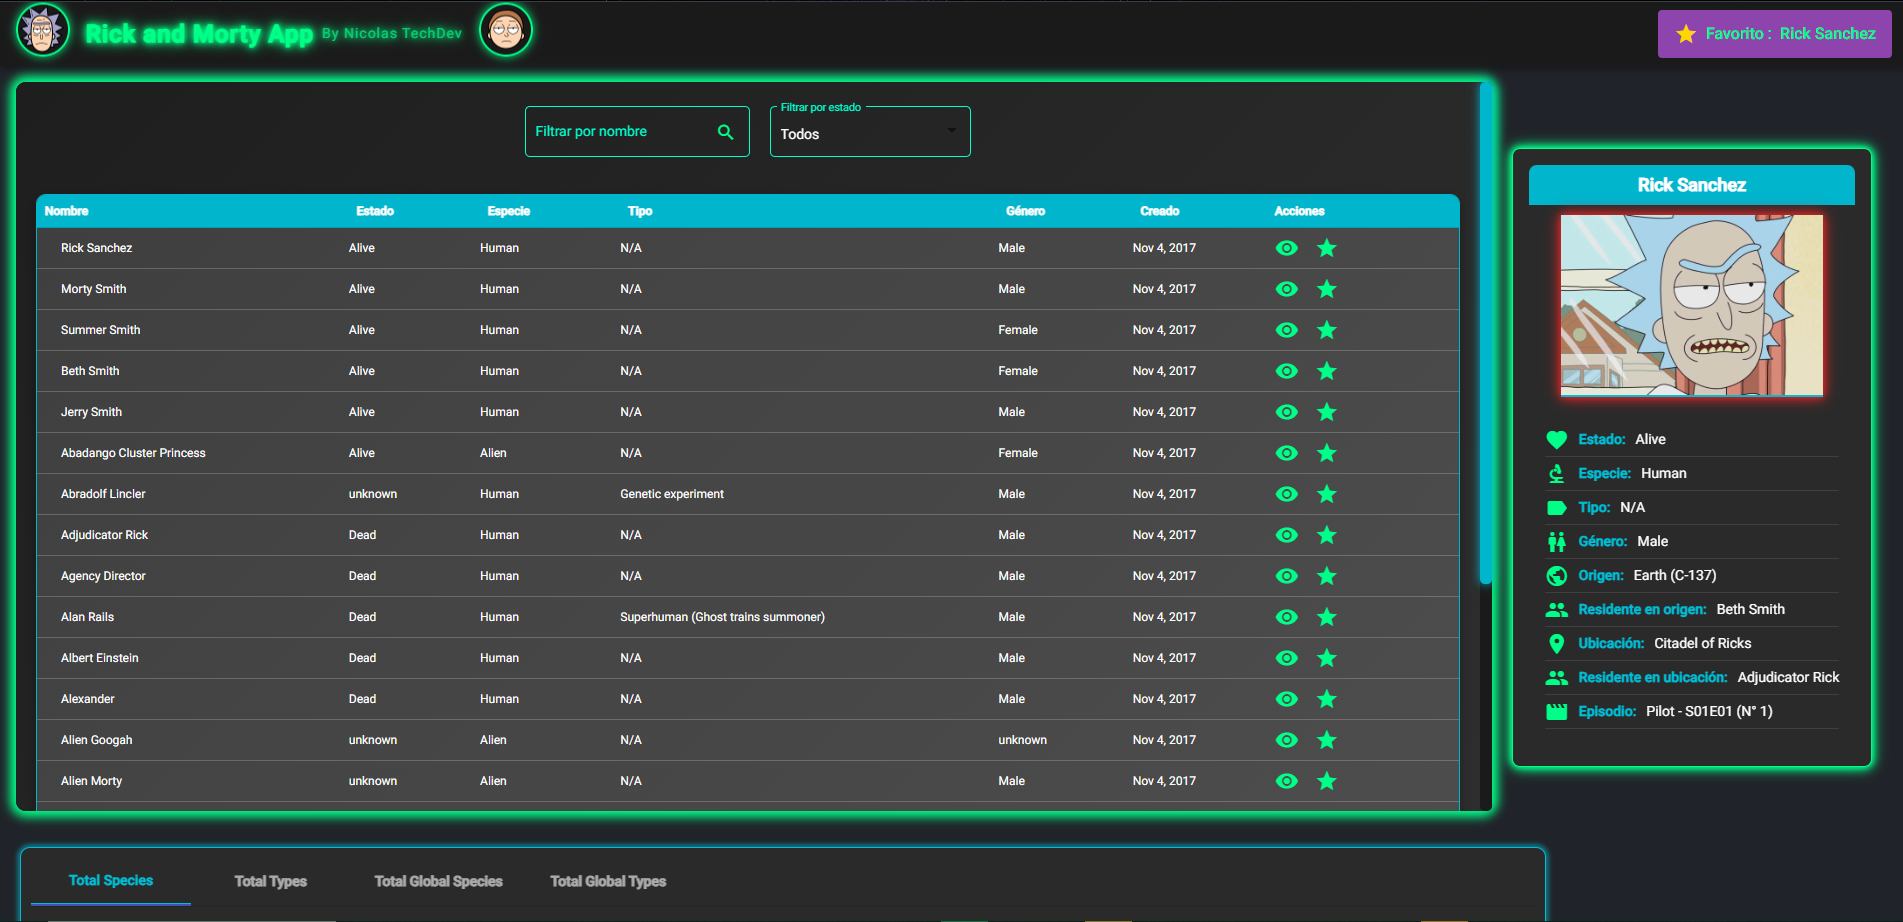 Rick and Morty App By Nicolas TechDev
Favorito : Rick Sanchez
Filtrar por nombre
Filtrar por estado
Todos
Nombre Estado Especie Tipo Género Creado Acciones
Rick Sanchez Alive Human N/A Male Nov 4, 2017
Morty Smith Alive Human N/A Male Nov 4, 2017
Summer Smith Alive Human N/A Female Nov 4, 2017
Beth Smith Alive Human N/A Female Nov 4, 2017
Jerry Smith Alive Human N/A Male Nov 4, 2017
Abadango Cluster Princess Alive Alien N/A Female Nov 4, 2017
Abradolf Lincler unknown Human Genetic experiment Male Nov 4, 2017
Adjudicator Rick Dead Human N/A Male Nov 4, 2017
Agency Director Dead Human N/A Male Nov 4, 2017
Alan Rails Dead Human Superhuman (Ghost trains summoner) Male Nov 4, 2017
Albert Einstein Dead Human N/A Male Nov 4, 2017
Alexander Dead Human N/A Male Nov 4, 2017
Alien Googah unknown Alien N/A unknown Nov 4, 2017
Alien Morty unknown Alien N/A Male Nov 4, 2017
Rick Sanchez
Estado: Alive
Especie: Human
Tipo: N/A
Género: Male
Origen: Earth (C-137)
Residente en origen: Beth Smith
Ubicación: Citadel of Ricks
Residente en ubicación: Adjudicator Rick
Episodio: Pilot - S01E01 (N° 1)
Total Species Total Types Total Global Species Total Global Types